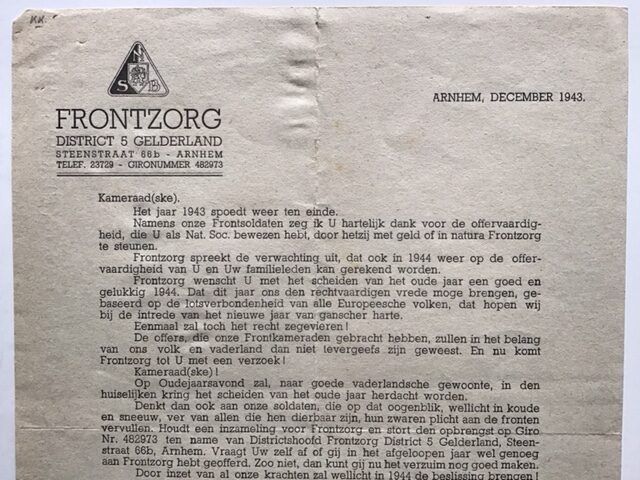 KK.
N
S B
FRONTZORG
DISTRICT 5 GELDERLAND
STEENSTRAAT 66b - ARNHEM
TELEF. 23729 - GIRONUMMER 482973
ARNHEM, DECEMBER 1943.
Kameraad(ske).
Het jaar 1943 spoedt weer ten einde.
Namens onze Frontsoldaten zeg ik U hartelijk dank voor de offervaardig-
heid, die U als Nat. Soc. bewezen hebt, door hetzij met geld of in natura Frontzorg
te steunen.
Frontzorg spreekt de verwachting uit, dat ook in 1944 weer op de offer-
vaardigheid van U en Uw familieleden kan gerekend worden.
Frontzorg wenscht U met het scheiden van het oude jaar een goed en
gelukkig 1944. Dat dit jaar ons den rechtvaardigen vrede moge brengen, ge-
baseerd op de lotsverbondenheid van alle Europeesche volken, dat hopen wij
bij de intrede van het nieuwe jaar van ganscher harte.
Eenmaal zal toch het recht zegevieren!
De offers, die onze Frontkameraden gebracht hebben, zullen in het belang
van ons volk en vaderland dan niet tevergeefs zijn geweest. En nu komt
Frontzorg tot U met een verzoek!
Kameraad(ske)!
Op Oudejaarsavond zal, naar goede vaderlandsche gewoonte, in den
huiselijken kring het scheiden van het oude jaar herdacht worden.
Denkt dan ook aan onze soldaten, die op dat oogenblik, wellicht in koude
en sneeuw, ver van allen die hen dierbaar zijn, hun zwaren plicht aan de fronten
vervullen. Houdt een inzameling voor Frontzorg en stort den opbrengst op Giro
Nr. 482973 ten name van Districtshoofd Frontzorg District 5 Gelderland, Steen-
straat 66b, Arnhem. Vraagt Uw zelf af of gij in het afgeloopen jaar wel genoeg
aan Frontzorg hebt geofferd. Zoo niet, dan kunt gij nu het verzuim nog goed maken.
Door inzet van al onze krachten zal wellicht in 1944 de beslissing brengen!